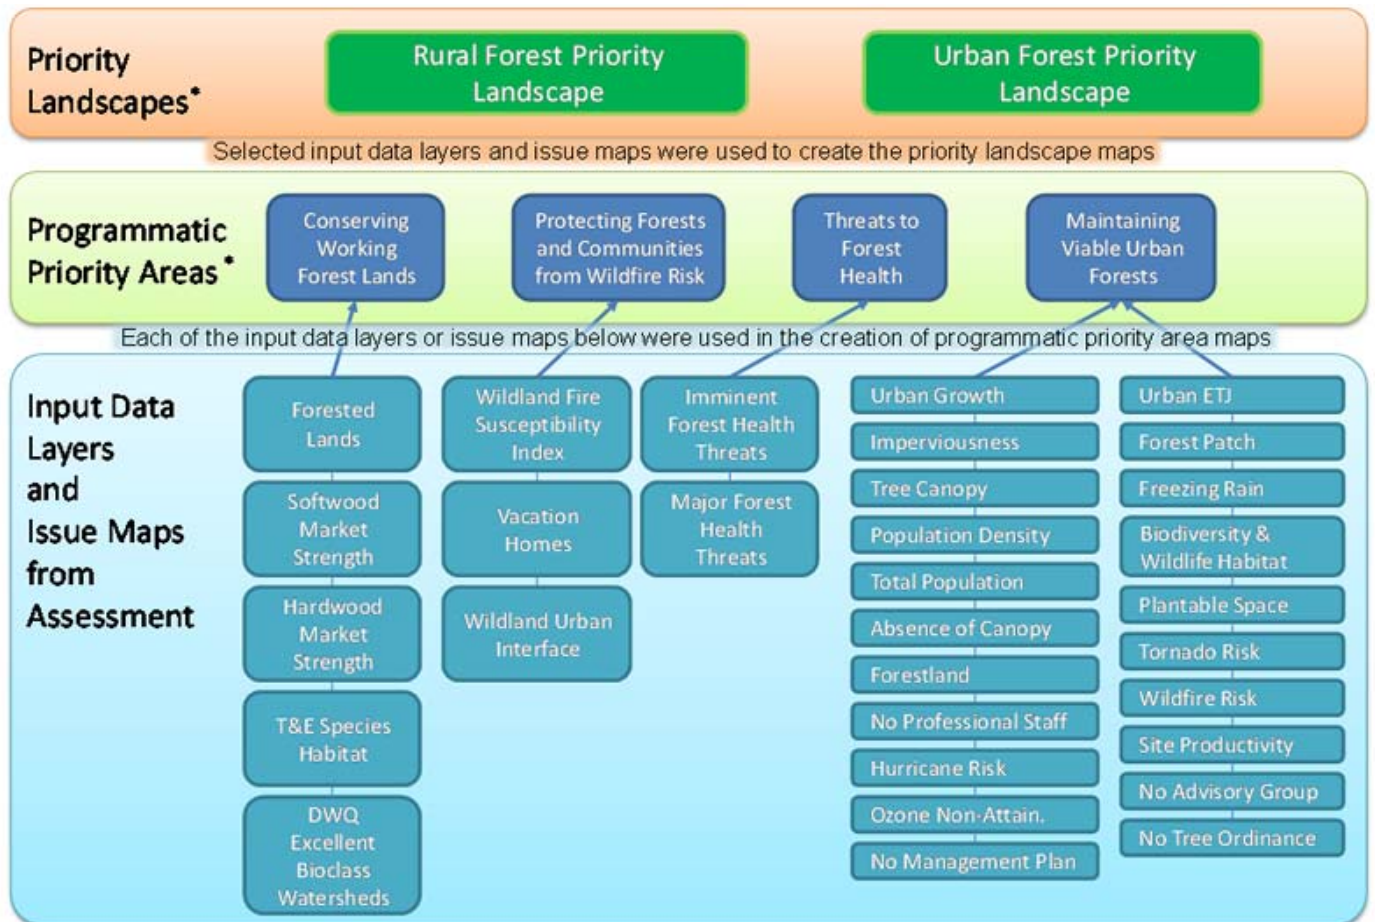 Priority
Landscapes*
Rural Forest Priority
Landscape
Urban Forest Priority
Landscape
Selected input data layers and issue maps were used to create the priority landscape maps
Programmatic
Priority Areas*
Conserving
Working
Forest Lands
Protecting Forests
and Communities
from Wildfire Risk
Threats to
Forest
Health
Maintaining
Viable Urban
Forests
Each of the input data layers or issue maps below were used in the creation of programmatic priority area maps
Input Data
Layers
and
Issue Maps
from
Assessment
Forested
Lands
Softwood
Market
Strength
Hardwood
Market
Strength
T&E Species
Habitat
DWQ
Excellent
Bioclass
Watersheds
Wildland Fire
Susceptibility
Index
Vacation
Homes
Wildland Urban
Interface
Imminent
Forest Health
Threats
Major Forest
Health
Threats
Urban Growth
Imperviousness
Tree Canopy
Population Density
Total Population
Absence of Canopy
Forestland
No Professional Staff
Hurricane Risk
Ozone Non-Attain.
No Management Plan
Urban ETJ
Forest Patch
Freezing Rain
Biodiversity &
Wildlife Habitat
Plantable Space
Tornado Risk
Wildfire Risk
Site Productivity
No Advisory Group
No Tree Ordinance